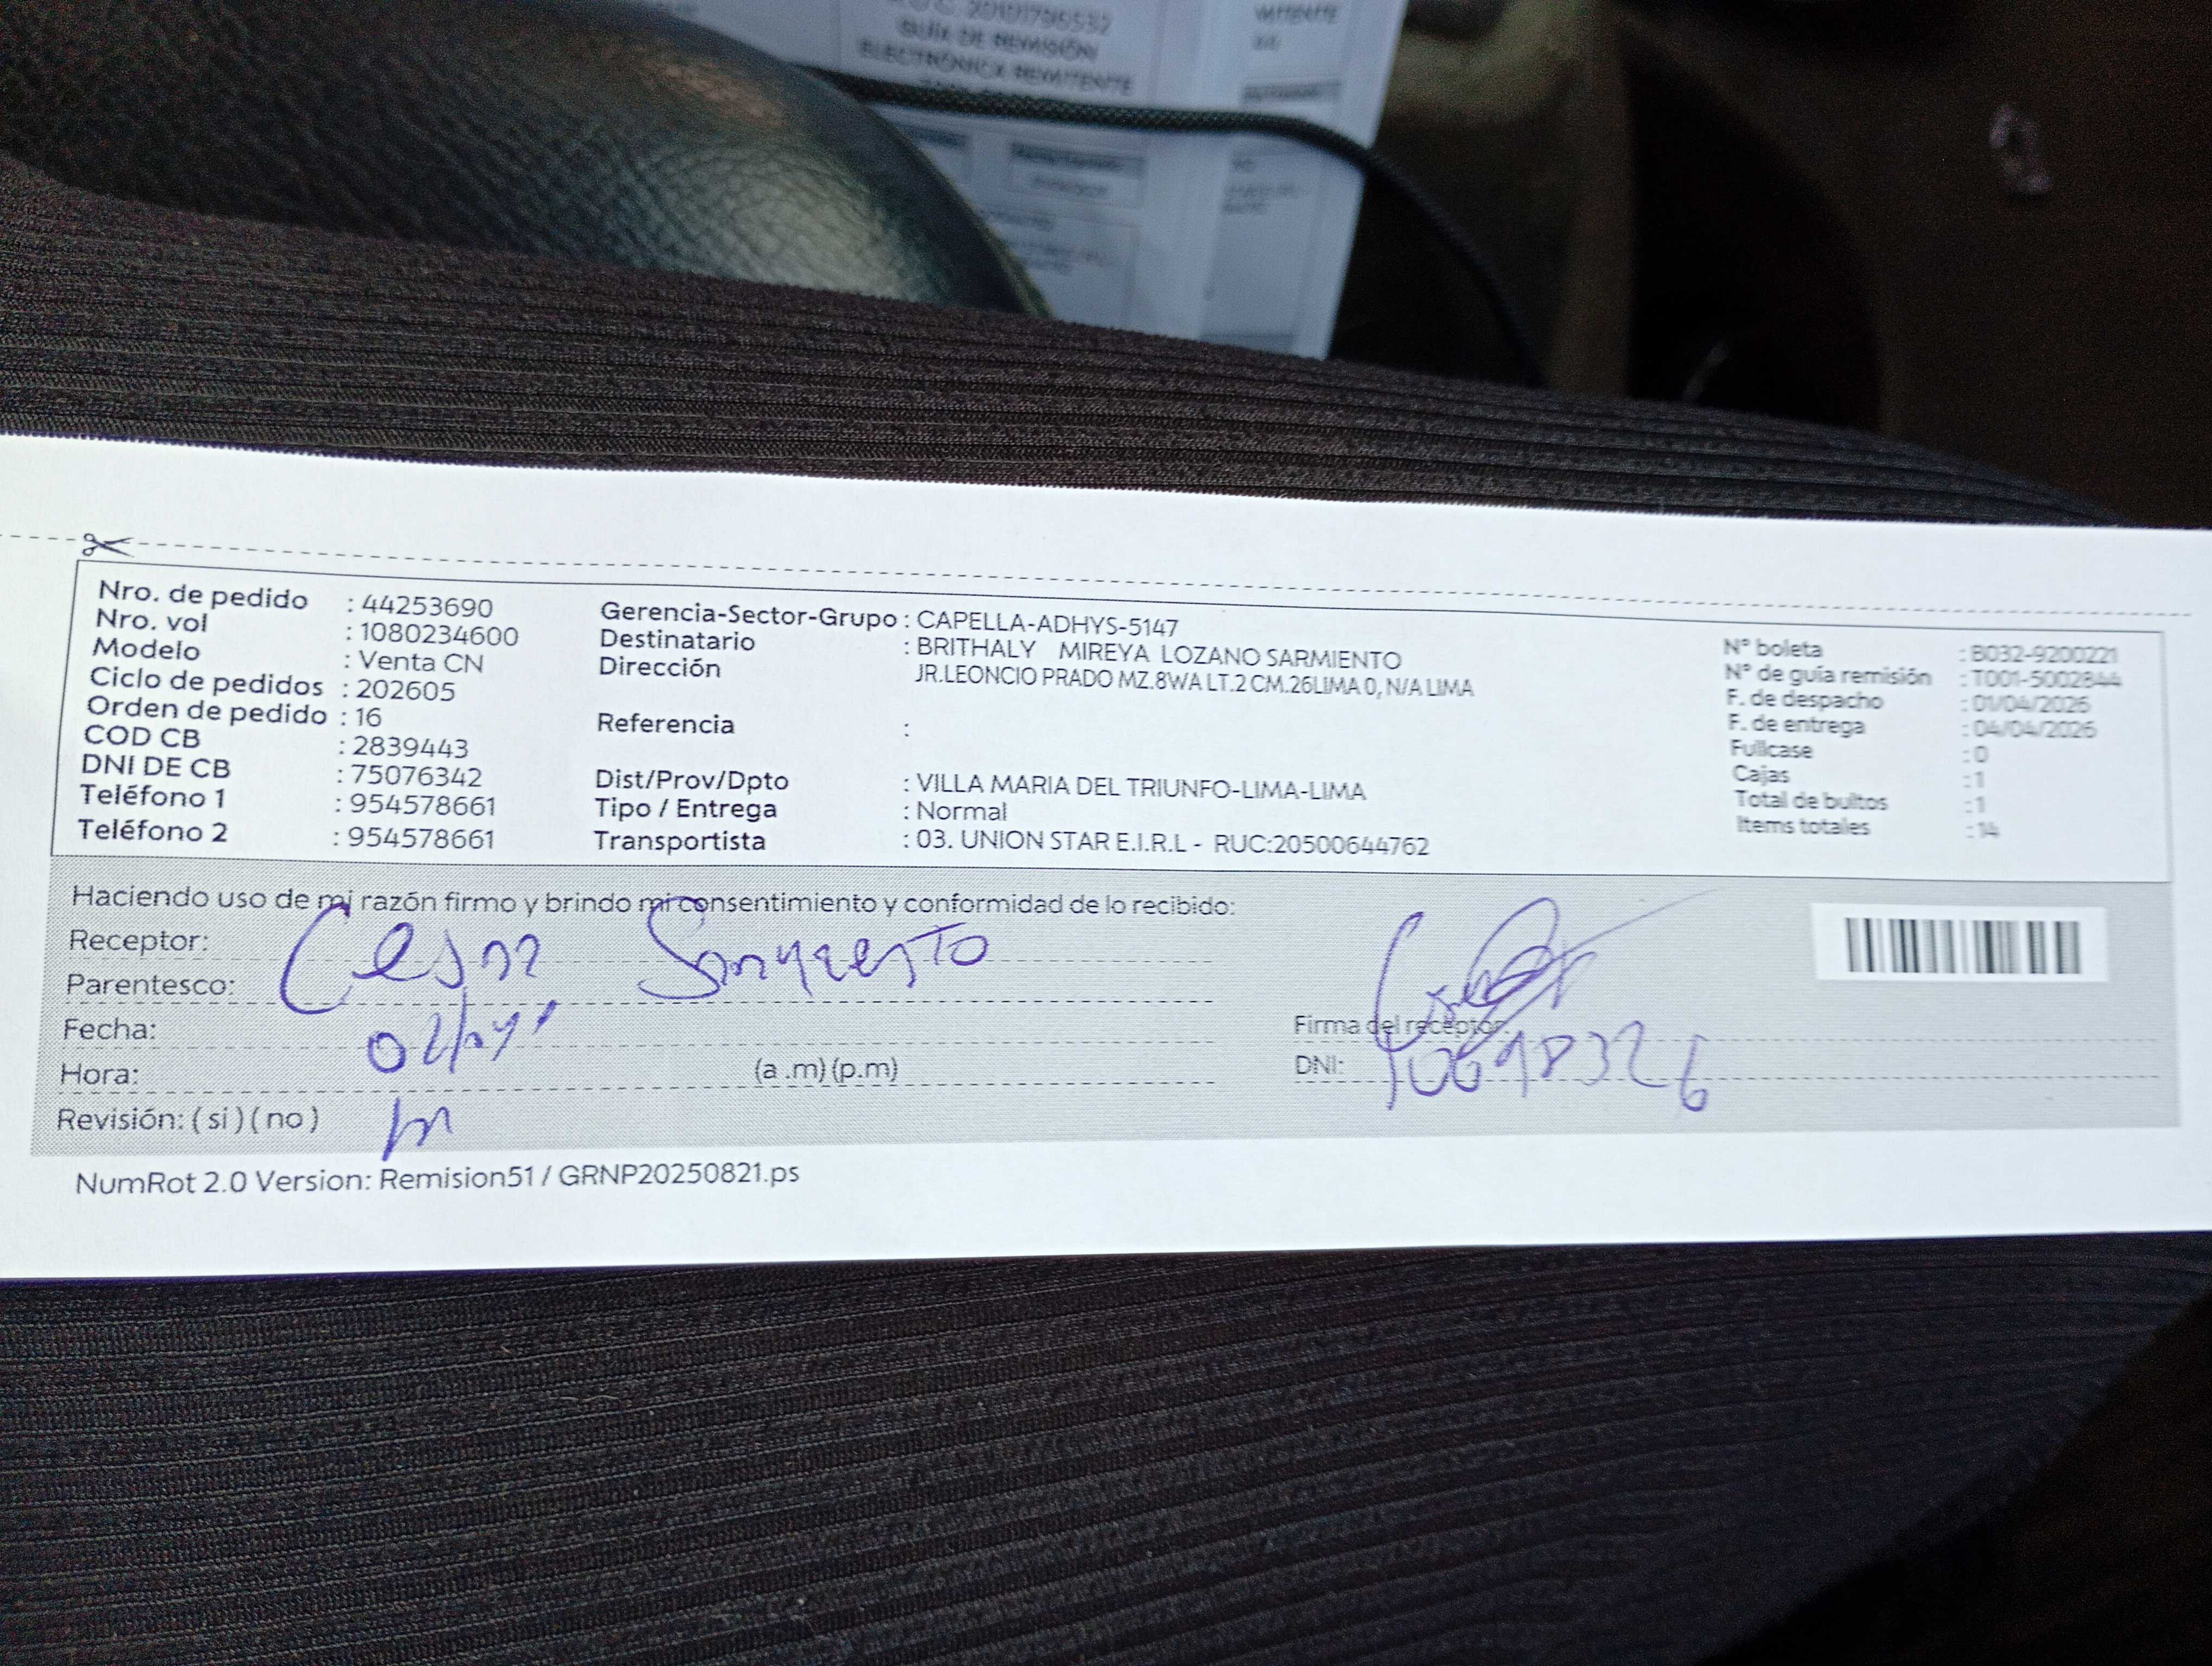 GUÍA DE REMISIÓN
ELECTRÓNICA REMITENTE
Nro. de pedido : 44253690
Nro. vol : 1080234600
Modelo : Venta CN
Ciclo de pedidos : 202605
Orden de pedido : 16
COD CB : 2839443
DNI DE CB : 75076342
Teléfono 1 : 954578661
Teléfono 2 : 954578661
Gerencia-Sector-Grupo : CAPELLA-ADHYS-5147
Destinatario : BRITHALY MIREYA LOZANO SARMIENTO
Dirección JR.LEONCIO PRADO MZ.8WA LT.2 CM.26LIMA 0, N/A LIMA
Referencia :
Dist/Prov/Dpto : VILLA MARIA DEL TRIUNFO-LIMA-LIMA
Tipo / Entrega : Normal
Transportista : 03. UNION STAR E.I.R.L - RUC:20500644762
N° boleta : B032-9200221
N° de guía remisión : T001-5002844
F. de despacho : 01/04/2026
F. de entrega : 04/04/2026
Fullcase : 0
Cajas : 1
Total de bultos : 1
Items totales : 14
Haciendo uso de mi razón firmo y brindo mi consentimiento y conformidad de lo recibido:
Receptor: Cesar Sarmiento
Parentesco:
Fecha:
Hora: (a .m) (p.m)
Revisión: ( si ) ( no )
Firma del receptor:
DNI:
NumRot 2.0 Version: Remision51 / GRNP20250821.ps